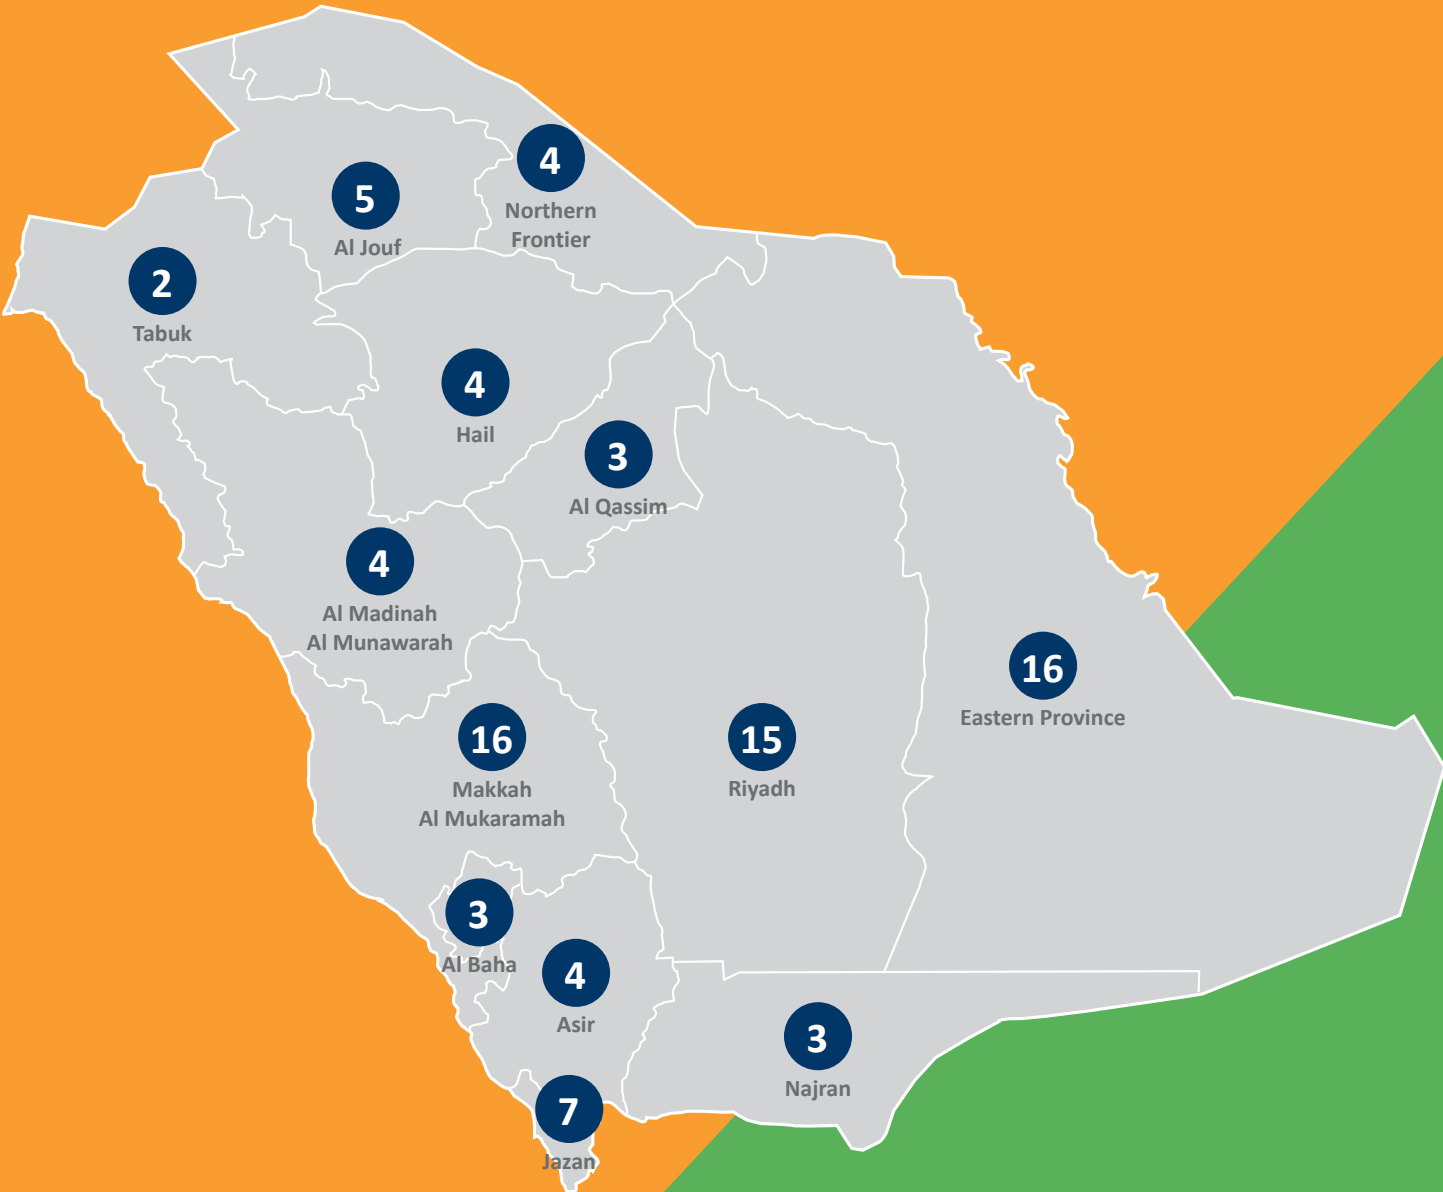 4
Northern
Frontier
5
Al Jouf
2
Tabuk
4
Hail
3
Al Qassim
4
Al Madinah
Al Munawarah
16
Eastern Province
16
Makkah
Al Mukaramah
15
Riyadh
3
Al Baha
4
Asir
3
Najran
7
Jazan